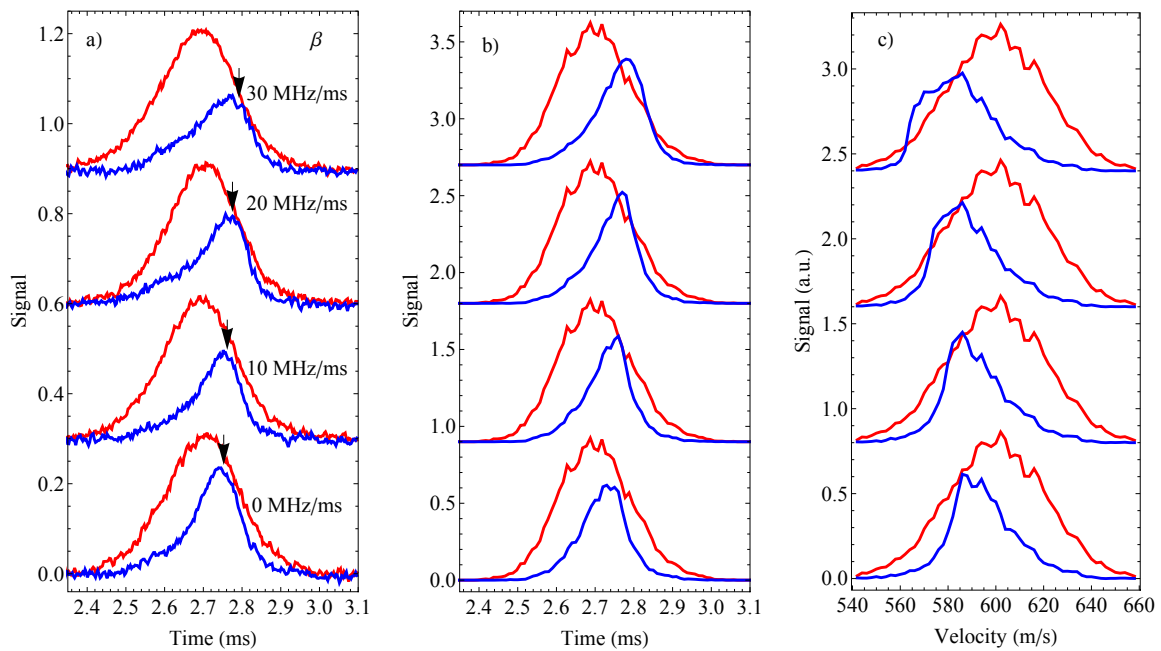 a)
β
30 MHz/ms
20 MHz/ms
10 MHz/ms
0 MHz/ms
1.2
1.0
0.8
0.6
0.4
0.2
0.0
Signal
2.4 2.5 2.6 2.7 2.8 2.9 3.0 3.1
Time (ms)
b)
3.5
3.0
2.5
2.0
1.5
1.0
0.5
0.0
Signal
2.4 2.5 2.6 2.7 2.8 2.9 3.0 3.1
Time (ms)
c)
3.0
2.4
1.8
1.2
0.5
0.0
Signal (a.u.)
540 560 580 600 620 640 660
Velocity (m/s)